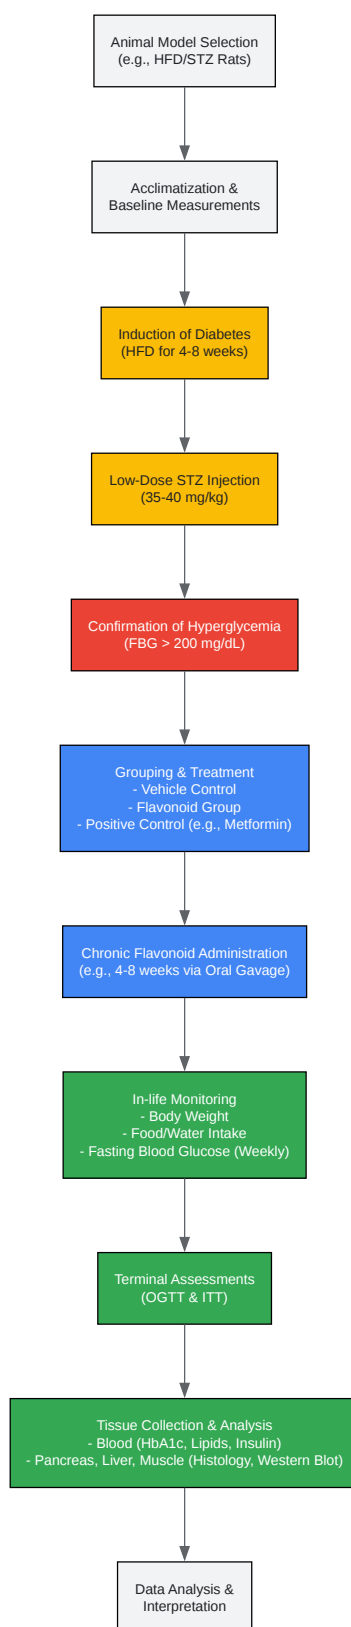 Animal Model Selection
(e.g., HFD/STZ Rats)
Acclimatization &
Baseline Measurements
Induction of Diabetes
(HFD for 4-8 weeks)
Low-Dose STZ Injection
(35-40 mg/kg)
Confirmation of Hyperglycemia
(FBG > 200 mg/dL)
Grouping & Treatment
- Vehicle Control
- Flavonoid Group
- Positive Control (e.g., Metformin)
Chronic Flavonoid Administration
(e.g., 4-8 weeks via Oral Gavage)
In-life Monitoring
- Body Weight
- Food/Water Intake
- Fasting Blood Glucose (Weekly)
Terminal Assessments
(OGTT & ITT)
Tissue Collection & Analysis
- Blood (HbA1c, Lipids, Insulin)
- Pancreas, Liver, Muscle (Histology, Western Blot)
Data Analysis &
Interpretation